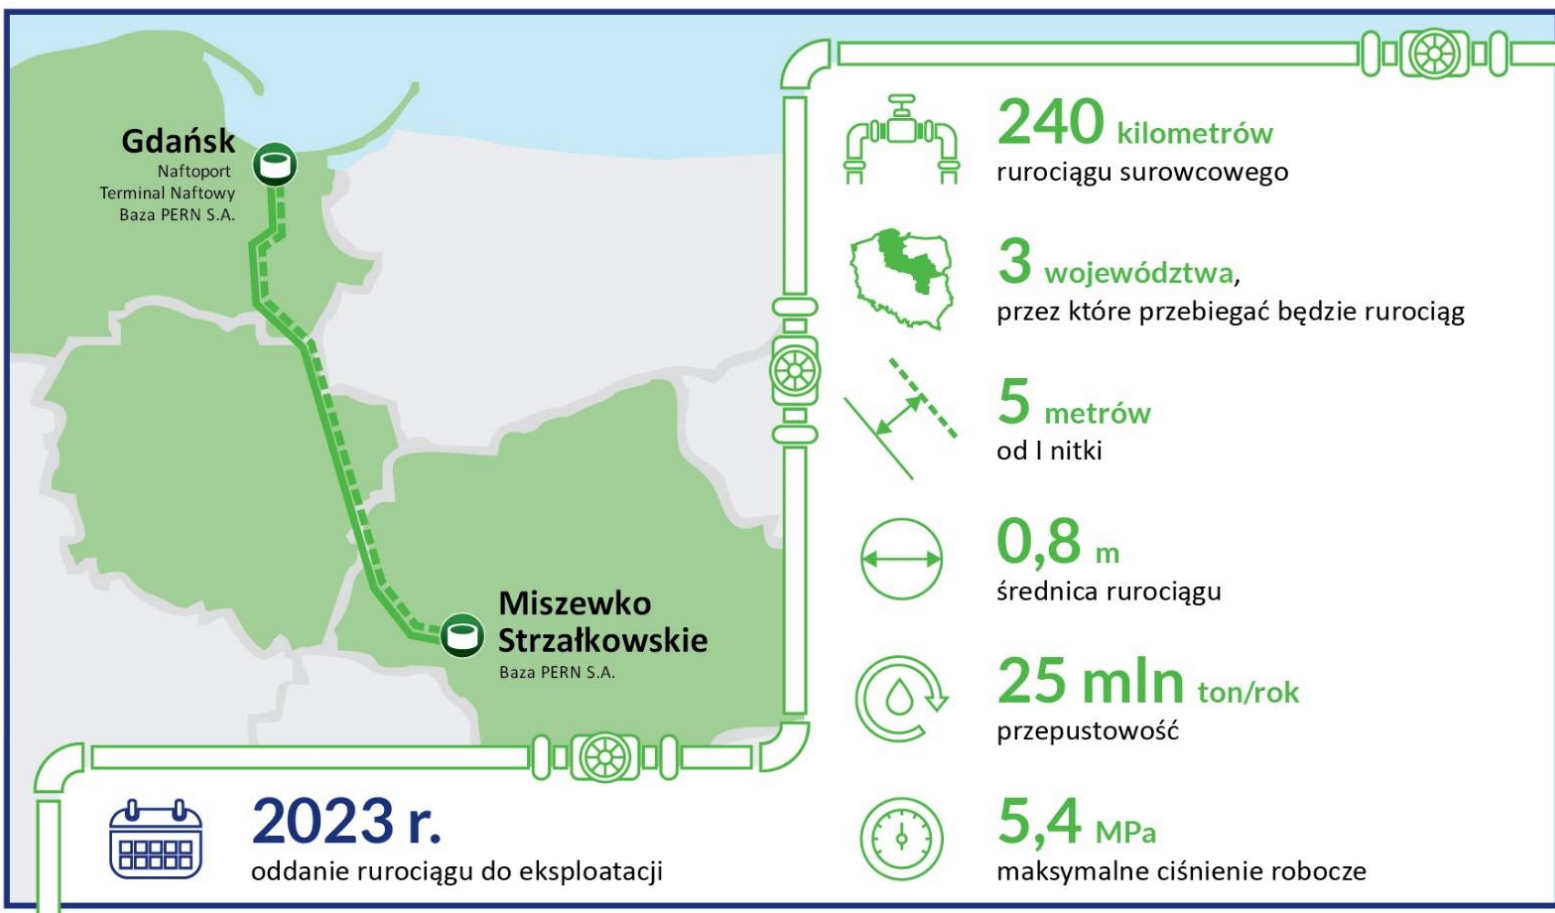 Gdańsk
Naftoport
Terminal Naftowy
Baza PERN S.A.
Miszewko
Strzałkowskie
Baza PERN S.A.
2023 r.
oddanie rurociągu do eksploatacji
240 kilometrów
rurociągu surowcowego
3 województwa,
przez które przebiegać będzie rurociąg
5 metrów
od I nitki
0,8 m
średnica rurociągu
25 mln ton/rok
przepustowość
5,4 MPa
maksymalne ciśnienie robocze